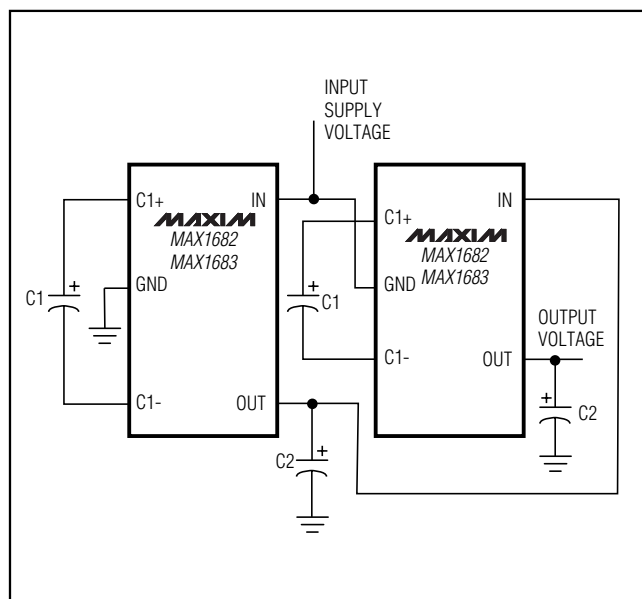 INPUT
SUPPLY
VOLTAGE
C1+
IN
MAXIM
MAX1682
MAX1683
GND
C1
+
C1-
OUT
C2
+
C1+
IN
MAXIM
MAX1682
MAX1683
GND
C1
+
C1-
OUT
OUTPUT
VOLTAGE
+
C2